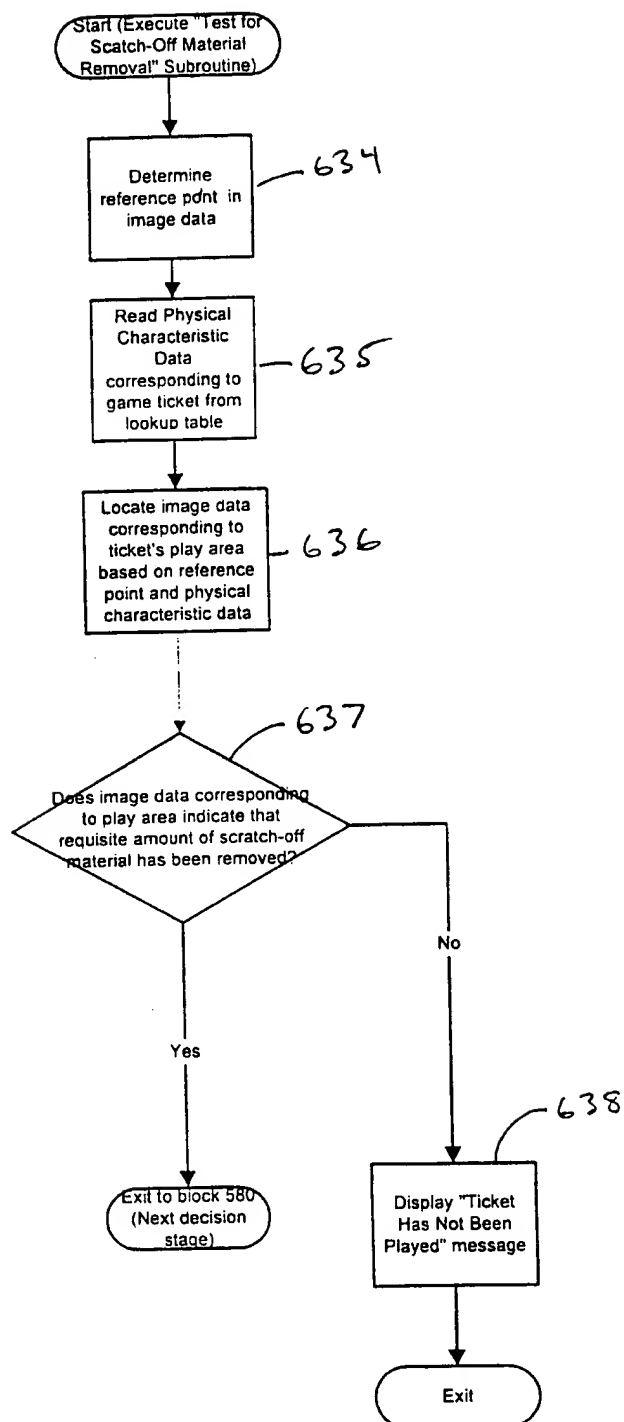 Start (Execute "Test for
Scatch-Off Material
Removal" Subroutine)
Determine
reference point in
image data
634
Read Physical
Characteristic
Data
corresponding to
game ticket from
lookup table
635
Locate image data
corresponding to
ticket's play area
based on reference
point and physical
characteristic data
636
637
Does image data corresponding
to play area indicate that
requisite amount of scratch-off
material has been removed?
No
Yes
638
Exit to block 580
(Next decision
stage)
Display "Ticket
Has Not Been
Played" message
Exit